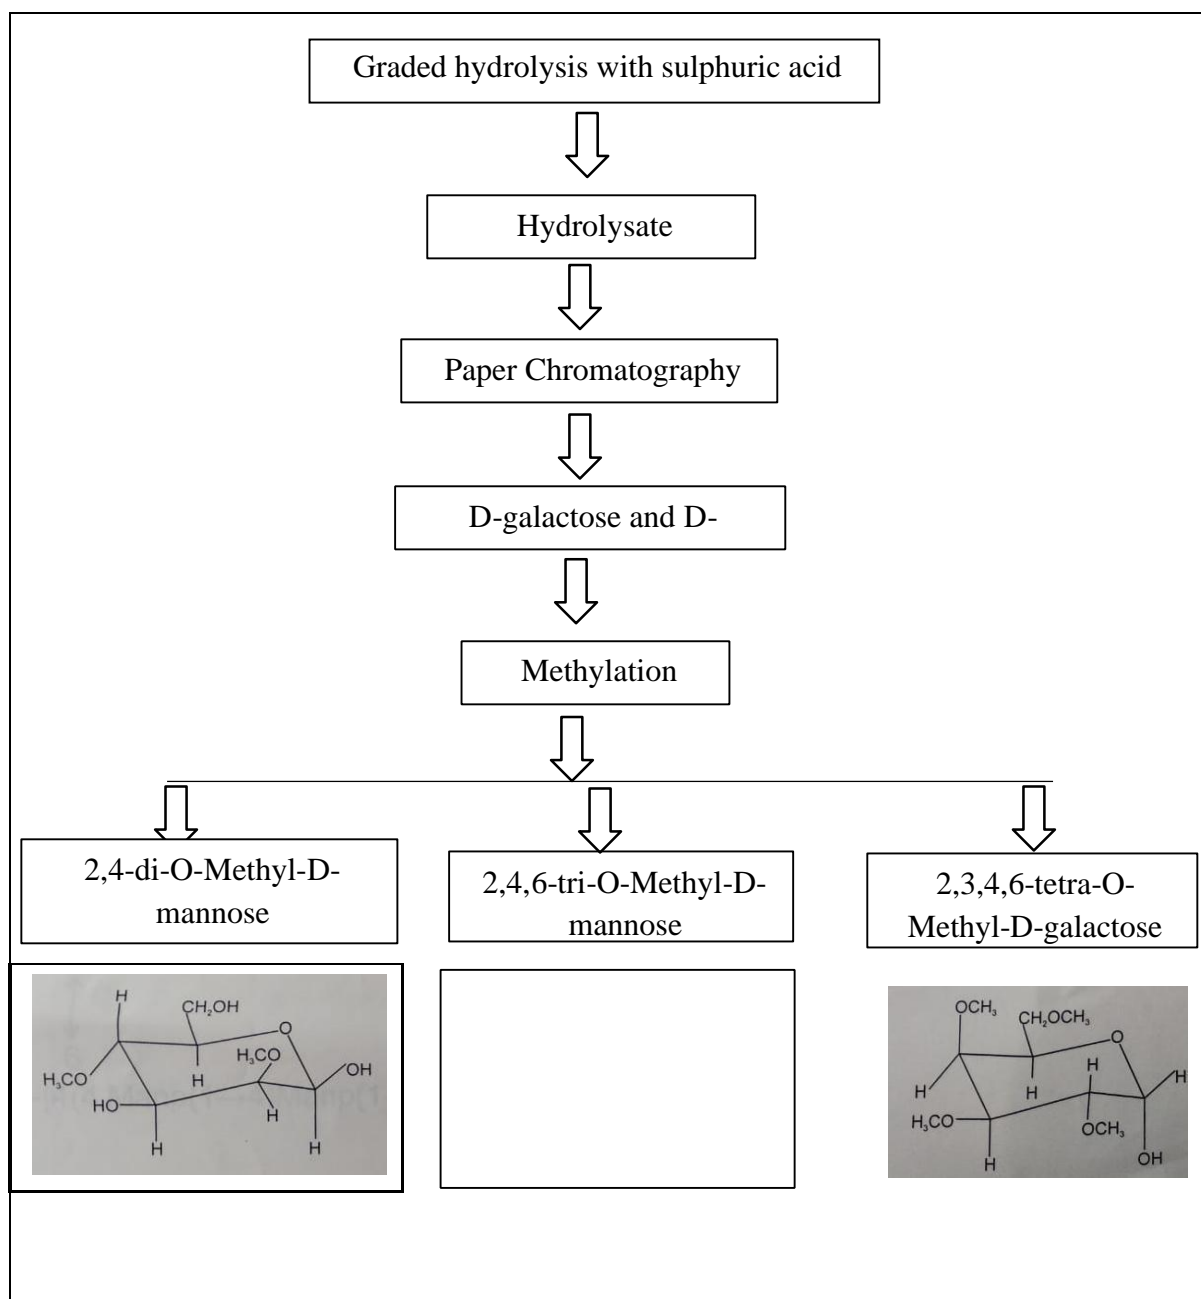 Graded hydrolysis with sulphuric acid
Hydrolysate
Paper Chromatography
D-galactose and D-
Methylation
2,4-di-O-Methyl-D-
mannose
2,4,6-tri-O-Methyl-D-
mannose
2,3,4,6-tetra-O-
Methyl-D-galactose
H
CH₂OH
O
H₃CO
OH
H₃CO
H
HO
H
H
H
OCH₃
CH₂OCH₃
O
H
H
H
H
H₃CO
OCH₃
H
OH